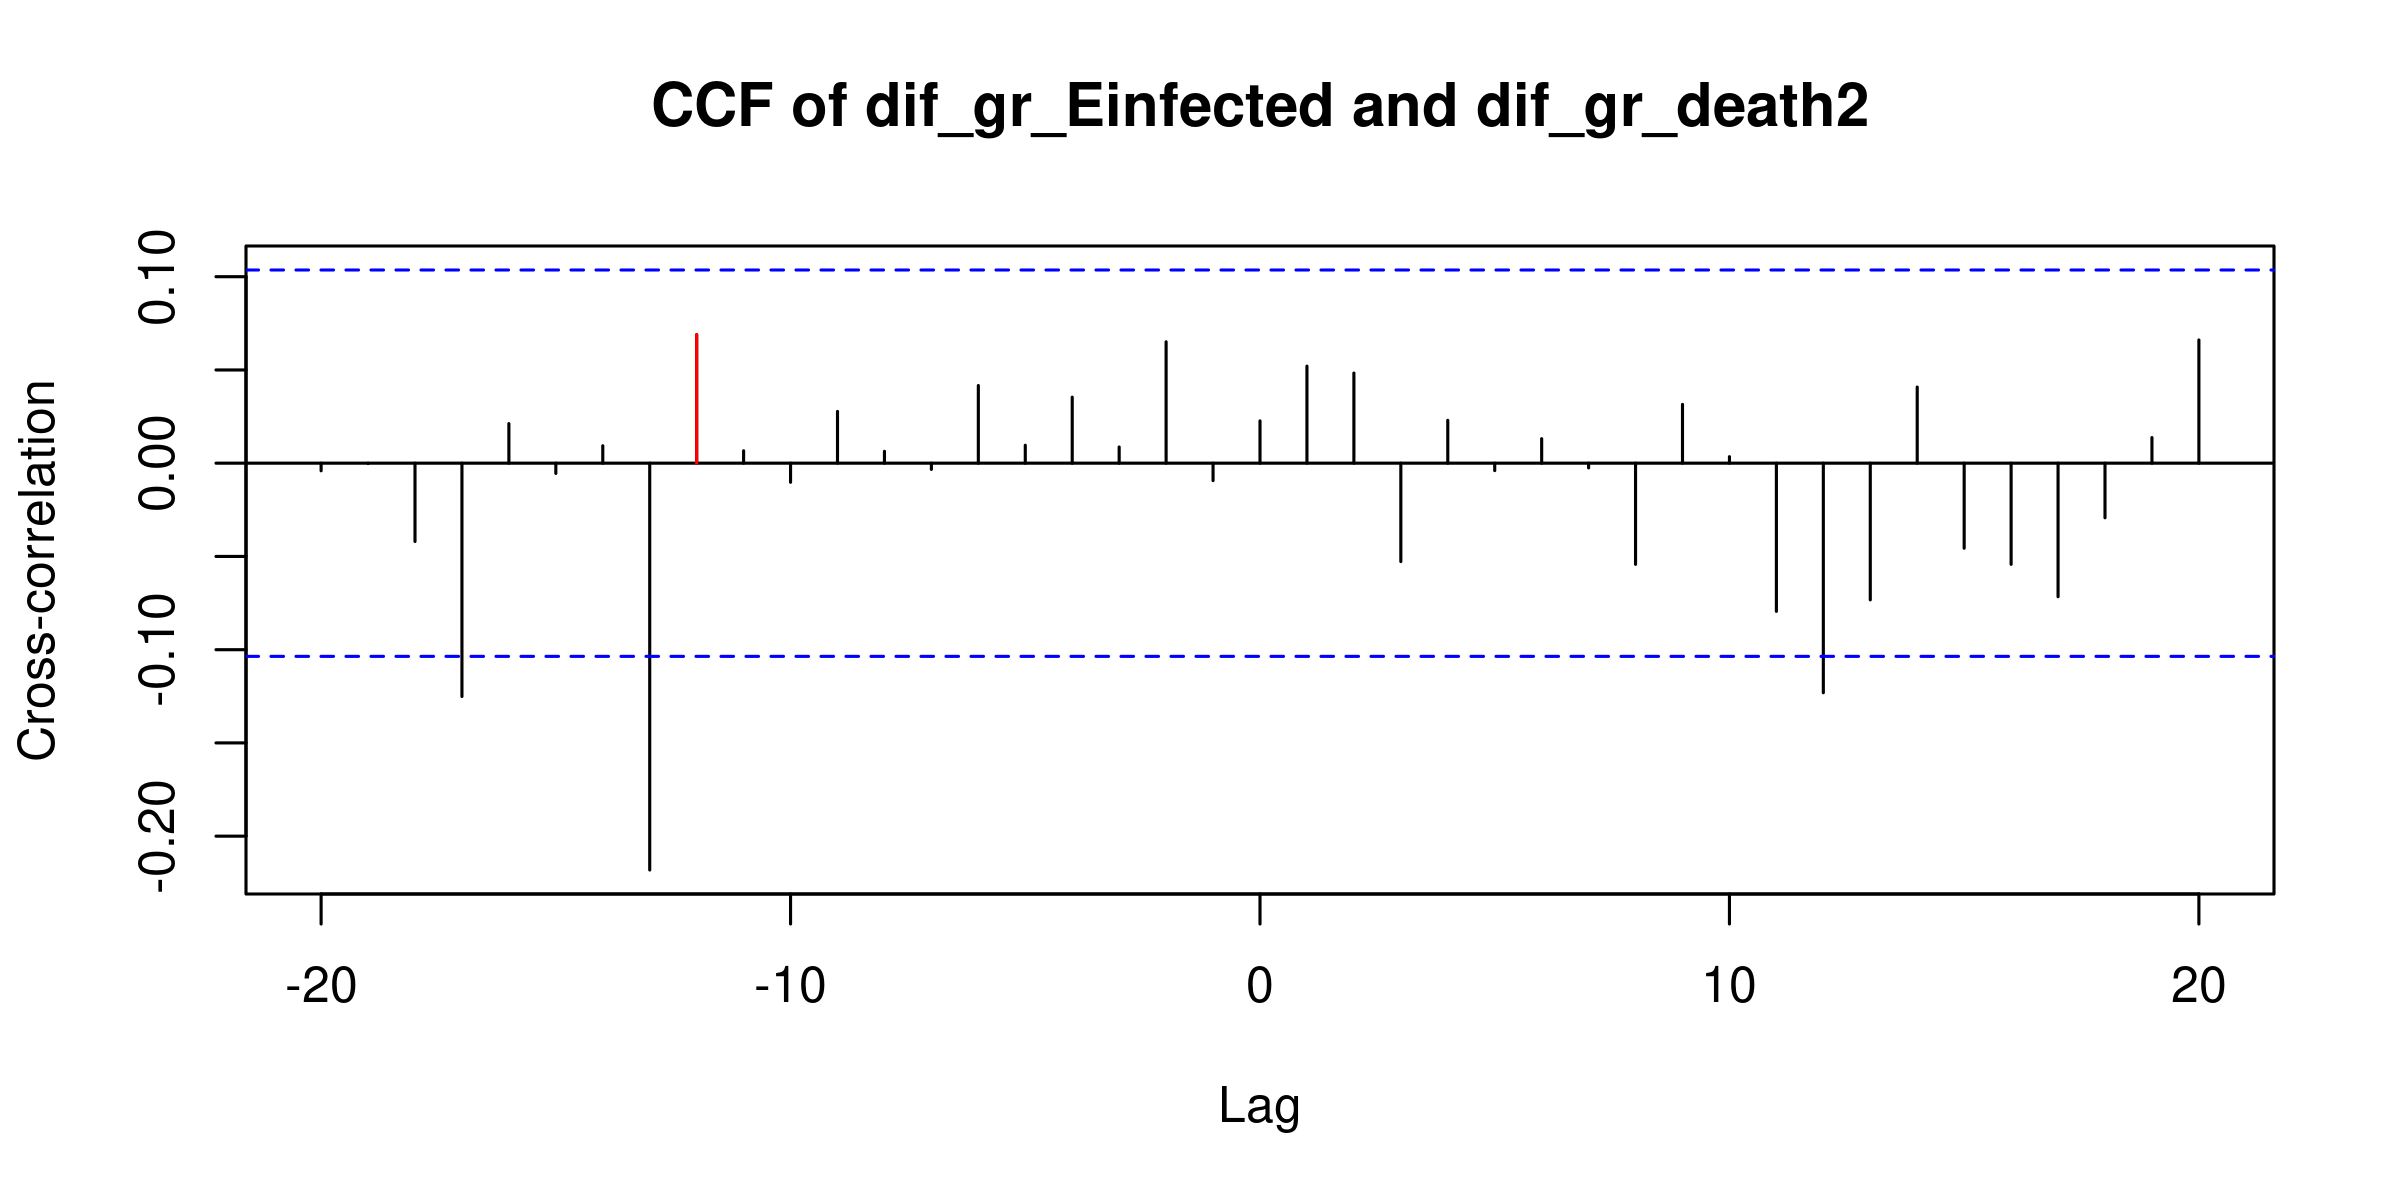 CCF of dif_gr_Einfected and dif_gr_death2
Cross-correlation
0.10
0.00
-0.10
-0.20
-20 -10 0 10 20
Lag